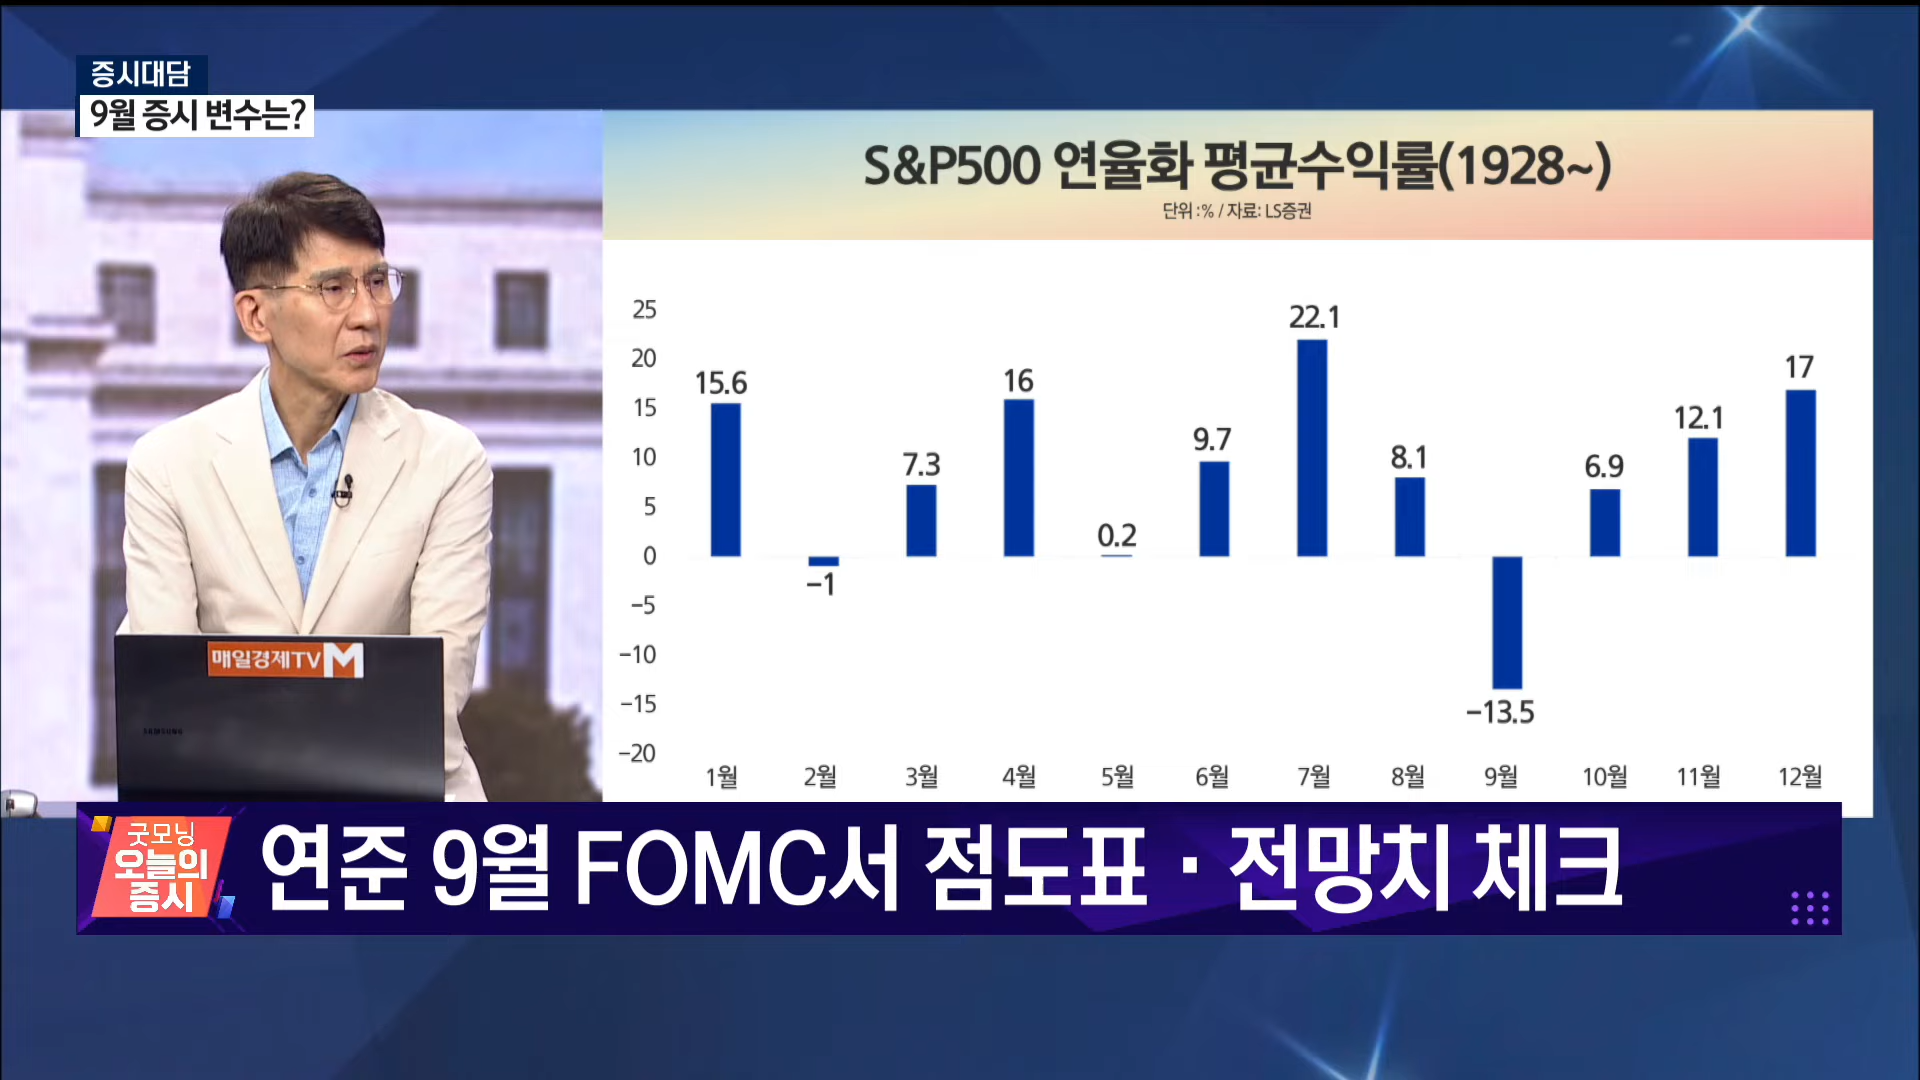 증시대담
9월 증시 변수는?
S&P500 연율화 평균수익률(1928~)
단위 :% / 자료: LS증권
25
20
15
10
5
0
-5
-10
-15
-20
15.6
-1
7.3
16
0.2
9.7
22.1
8.1
-13.5
6.9
12.1
17
1월 2월 3월 4월 5월 6월 7월 8월 9월 10월 11월 12월
매일경제TV M
SAMSUNG
굿모닝
오늘의
증시
연준 9월 FOMC서 점도표·전망치 체크